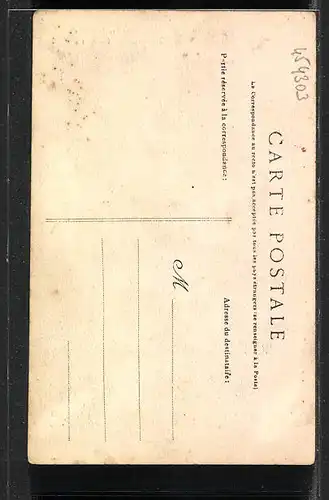 459303
CARTE POSTALE
La Correspondance au recto n'est pas acceptée par tous les pays étrangers (se renseigner à la Poste)
Partie réservée à la correspondance:
Adresse du destinataire:
M